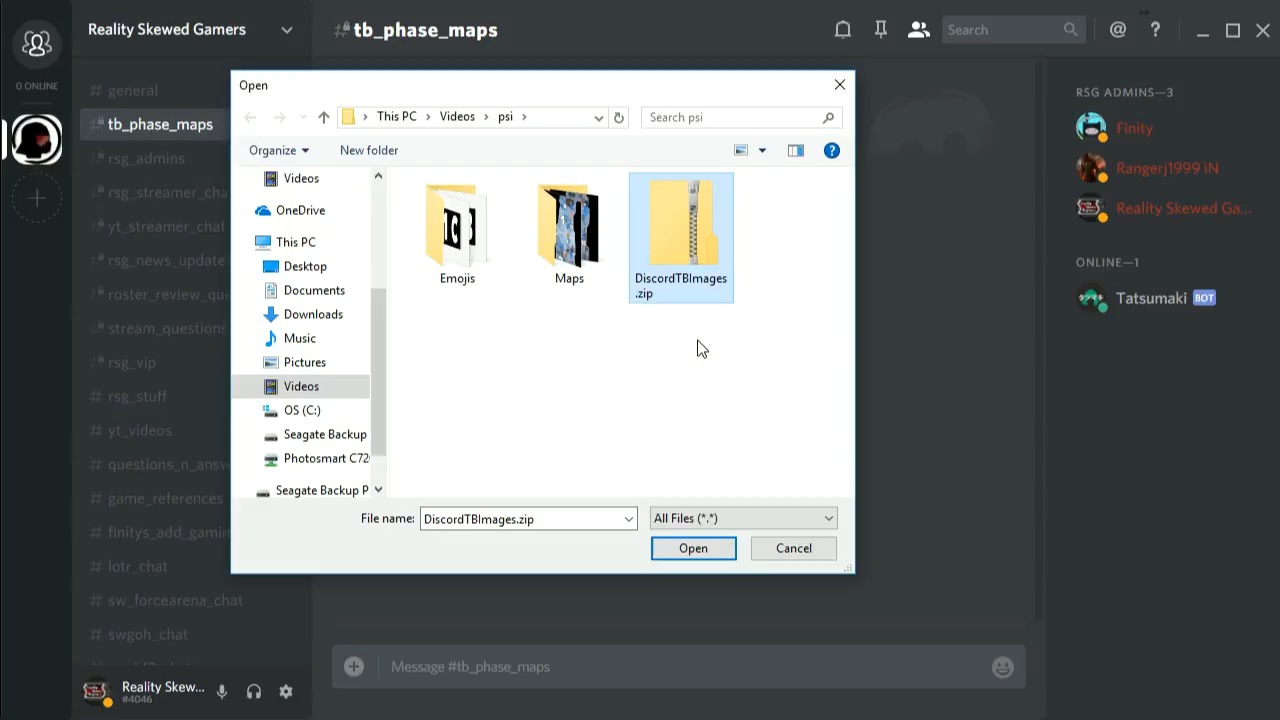 0 ONLINE
Reality Skewed Gamers
# general
# tb_phase_maps
# rsg_admins
# rsg_streamer_cha
# yt_streamer_chat
# rsg_news_update
# roster_review_que
# stream_questions
# rsg_vip
# rsg_stuff
# yt_videos
# questions_n_answ
# game_references
# finitys_add_gamin
# lotr_chat
# sw_forcearena_chat
# swgoh_chat
Reality Skew...
#4046
# tb_phase_maps
Search
@ ?
Open
This PC > Videos > psi >
Search psi
Organize
New folder
?
Videos
OneDrive
This PC
Desktop
Documents
Downloads
Music
Pictures
Videos
OS (C:)
Seagate Backup
Photosmart C72
Seagate Backup P
Emojis
Maps
DiscordTBImages
.zip
File name:
DiscordTBImages.zip
All Files (*.*)
Open
Cancel
Message #tb_phase_maps
RSG ADMINS—3
Finity
Rangerj1999 iN
Reality Skewed Ga...
ONLINE—1
Tatsumaki BOT